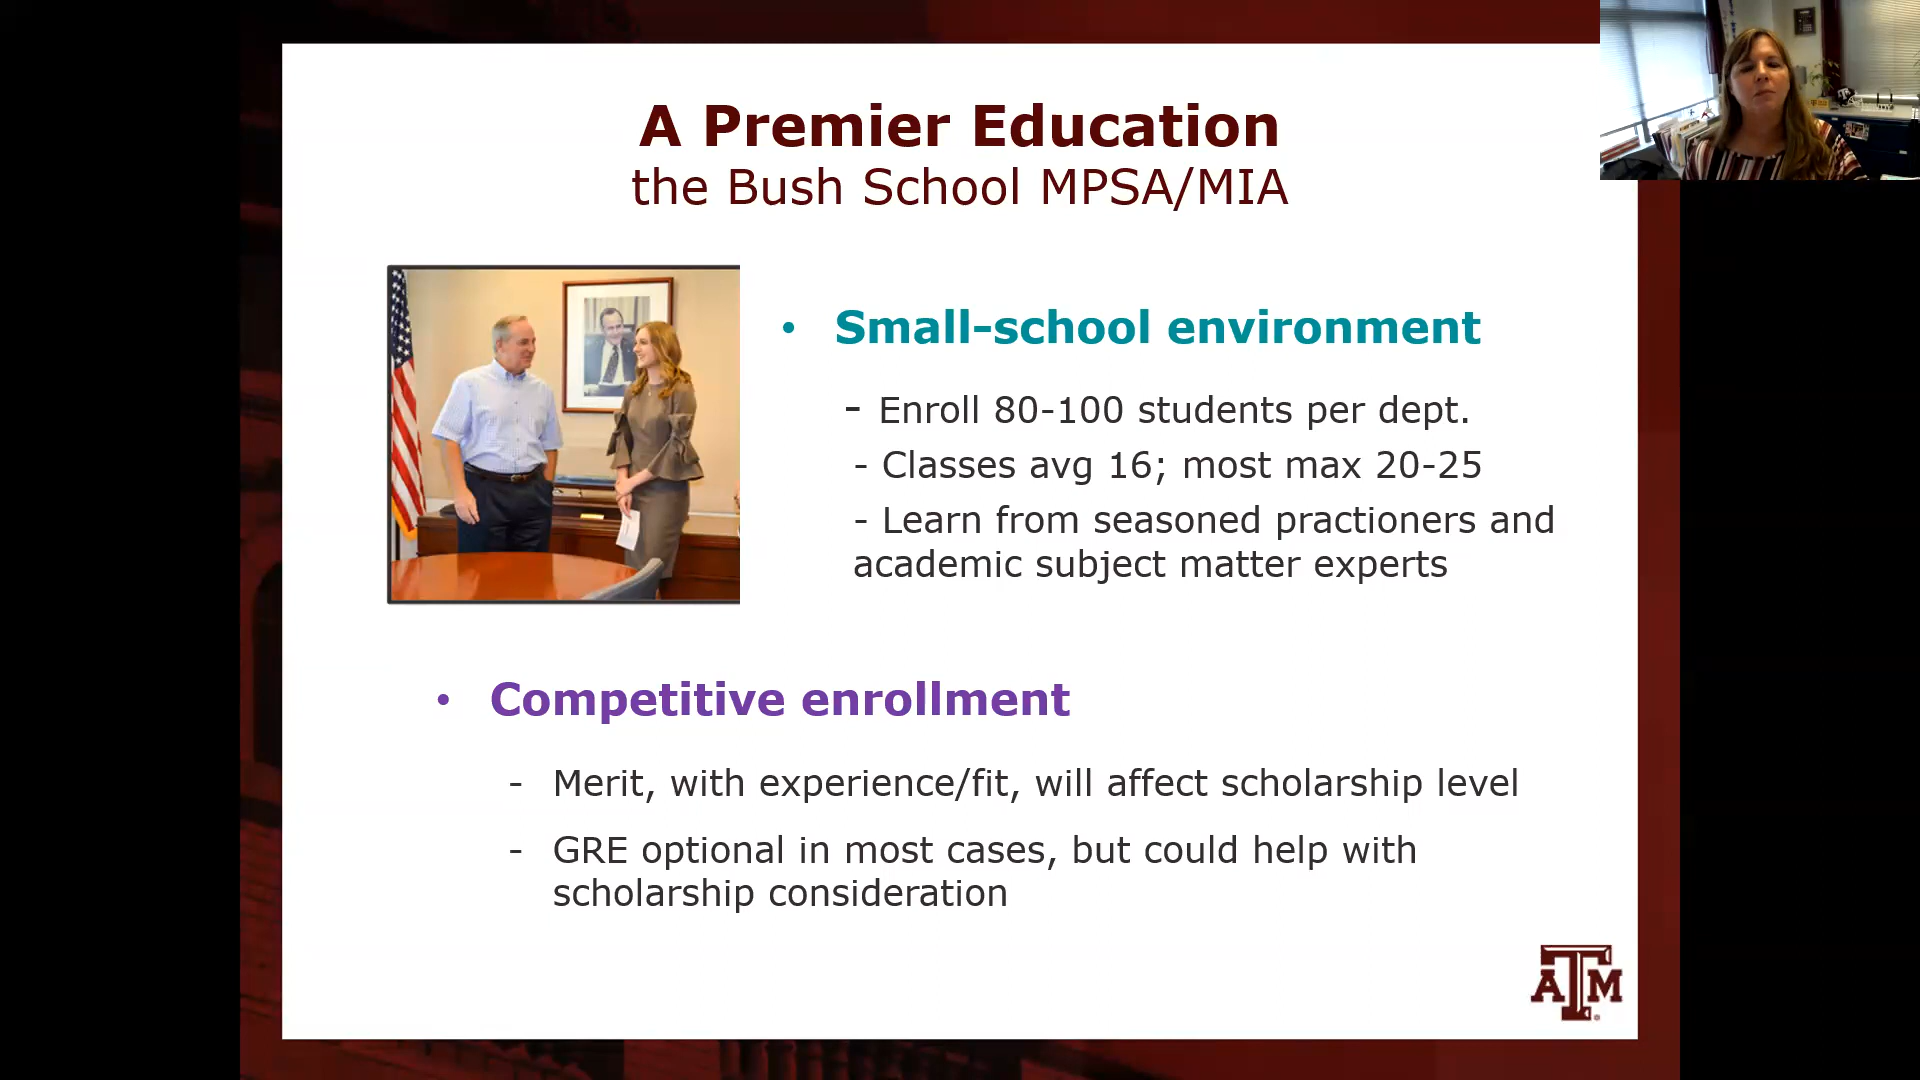 A Premier Education
the Bush School MPSA/MIA
• Small-school environment
- Enroll 80-100 students per dept.
- Classes avg 16; most max 20-25
- Learn from seasoned practioners and
academic subject matter experts
• Competitive enrollment
- Merit, with experience/fit, will affect scholarship level
- GRE optional in most cases, but could help with
scholarship consideration
ATM